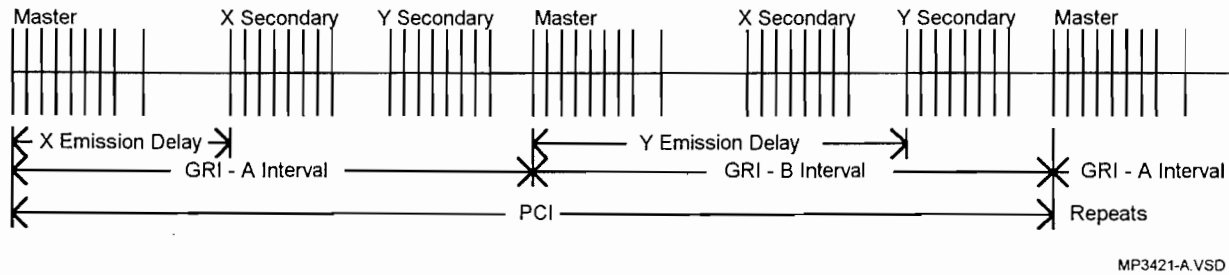 Master X Secondary Y Secondary Master X Secondary Y Secondary Master
X Emission Delay Y Emission Delay
GRI - A Interval GRI - B Interval GRI - A Interval
PCI Repeats
MP3421-A.VSD